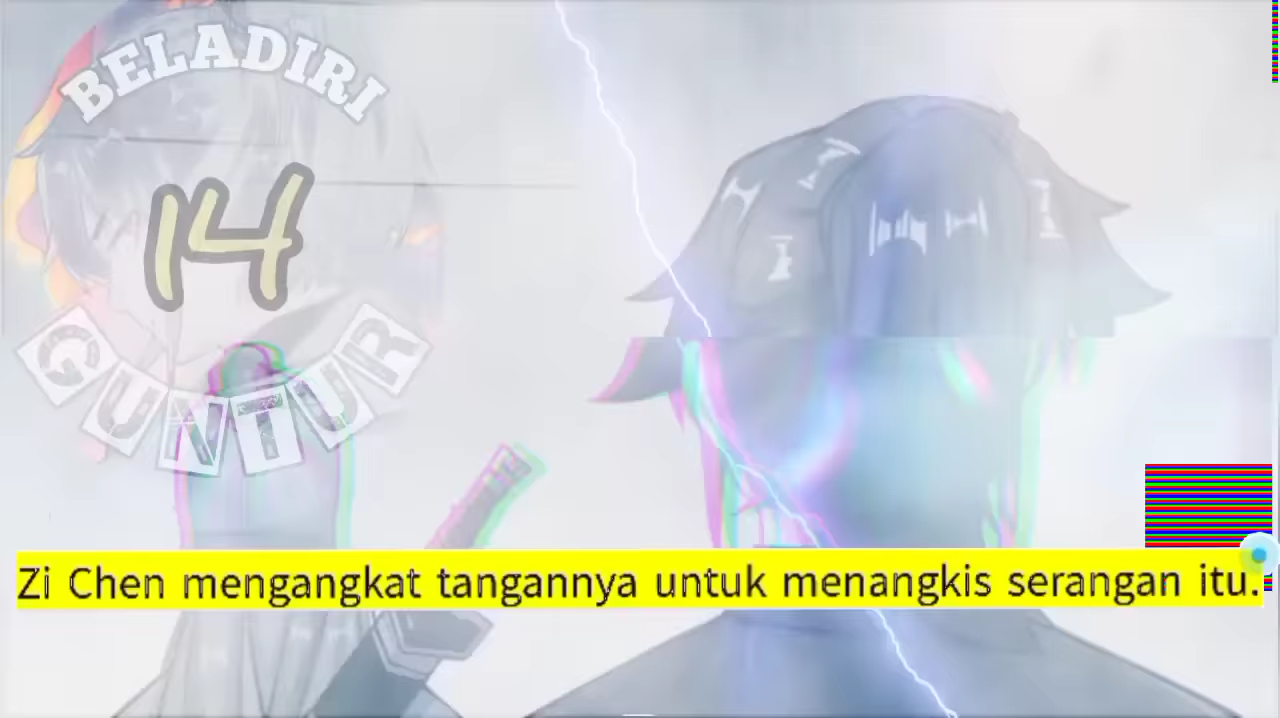 BELADIRI
14
GUNTUR
Zi Chen mengangkat tangannya untuk menangkis serangan itu.